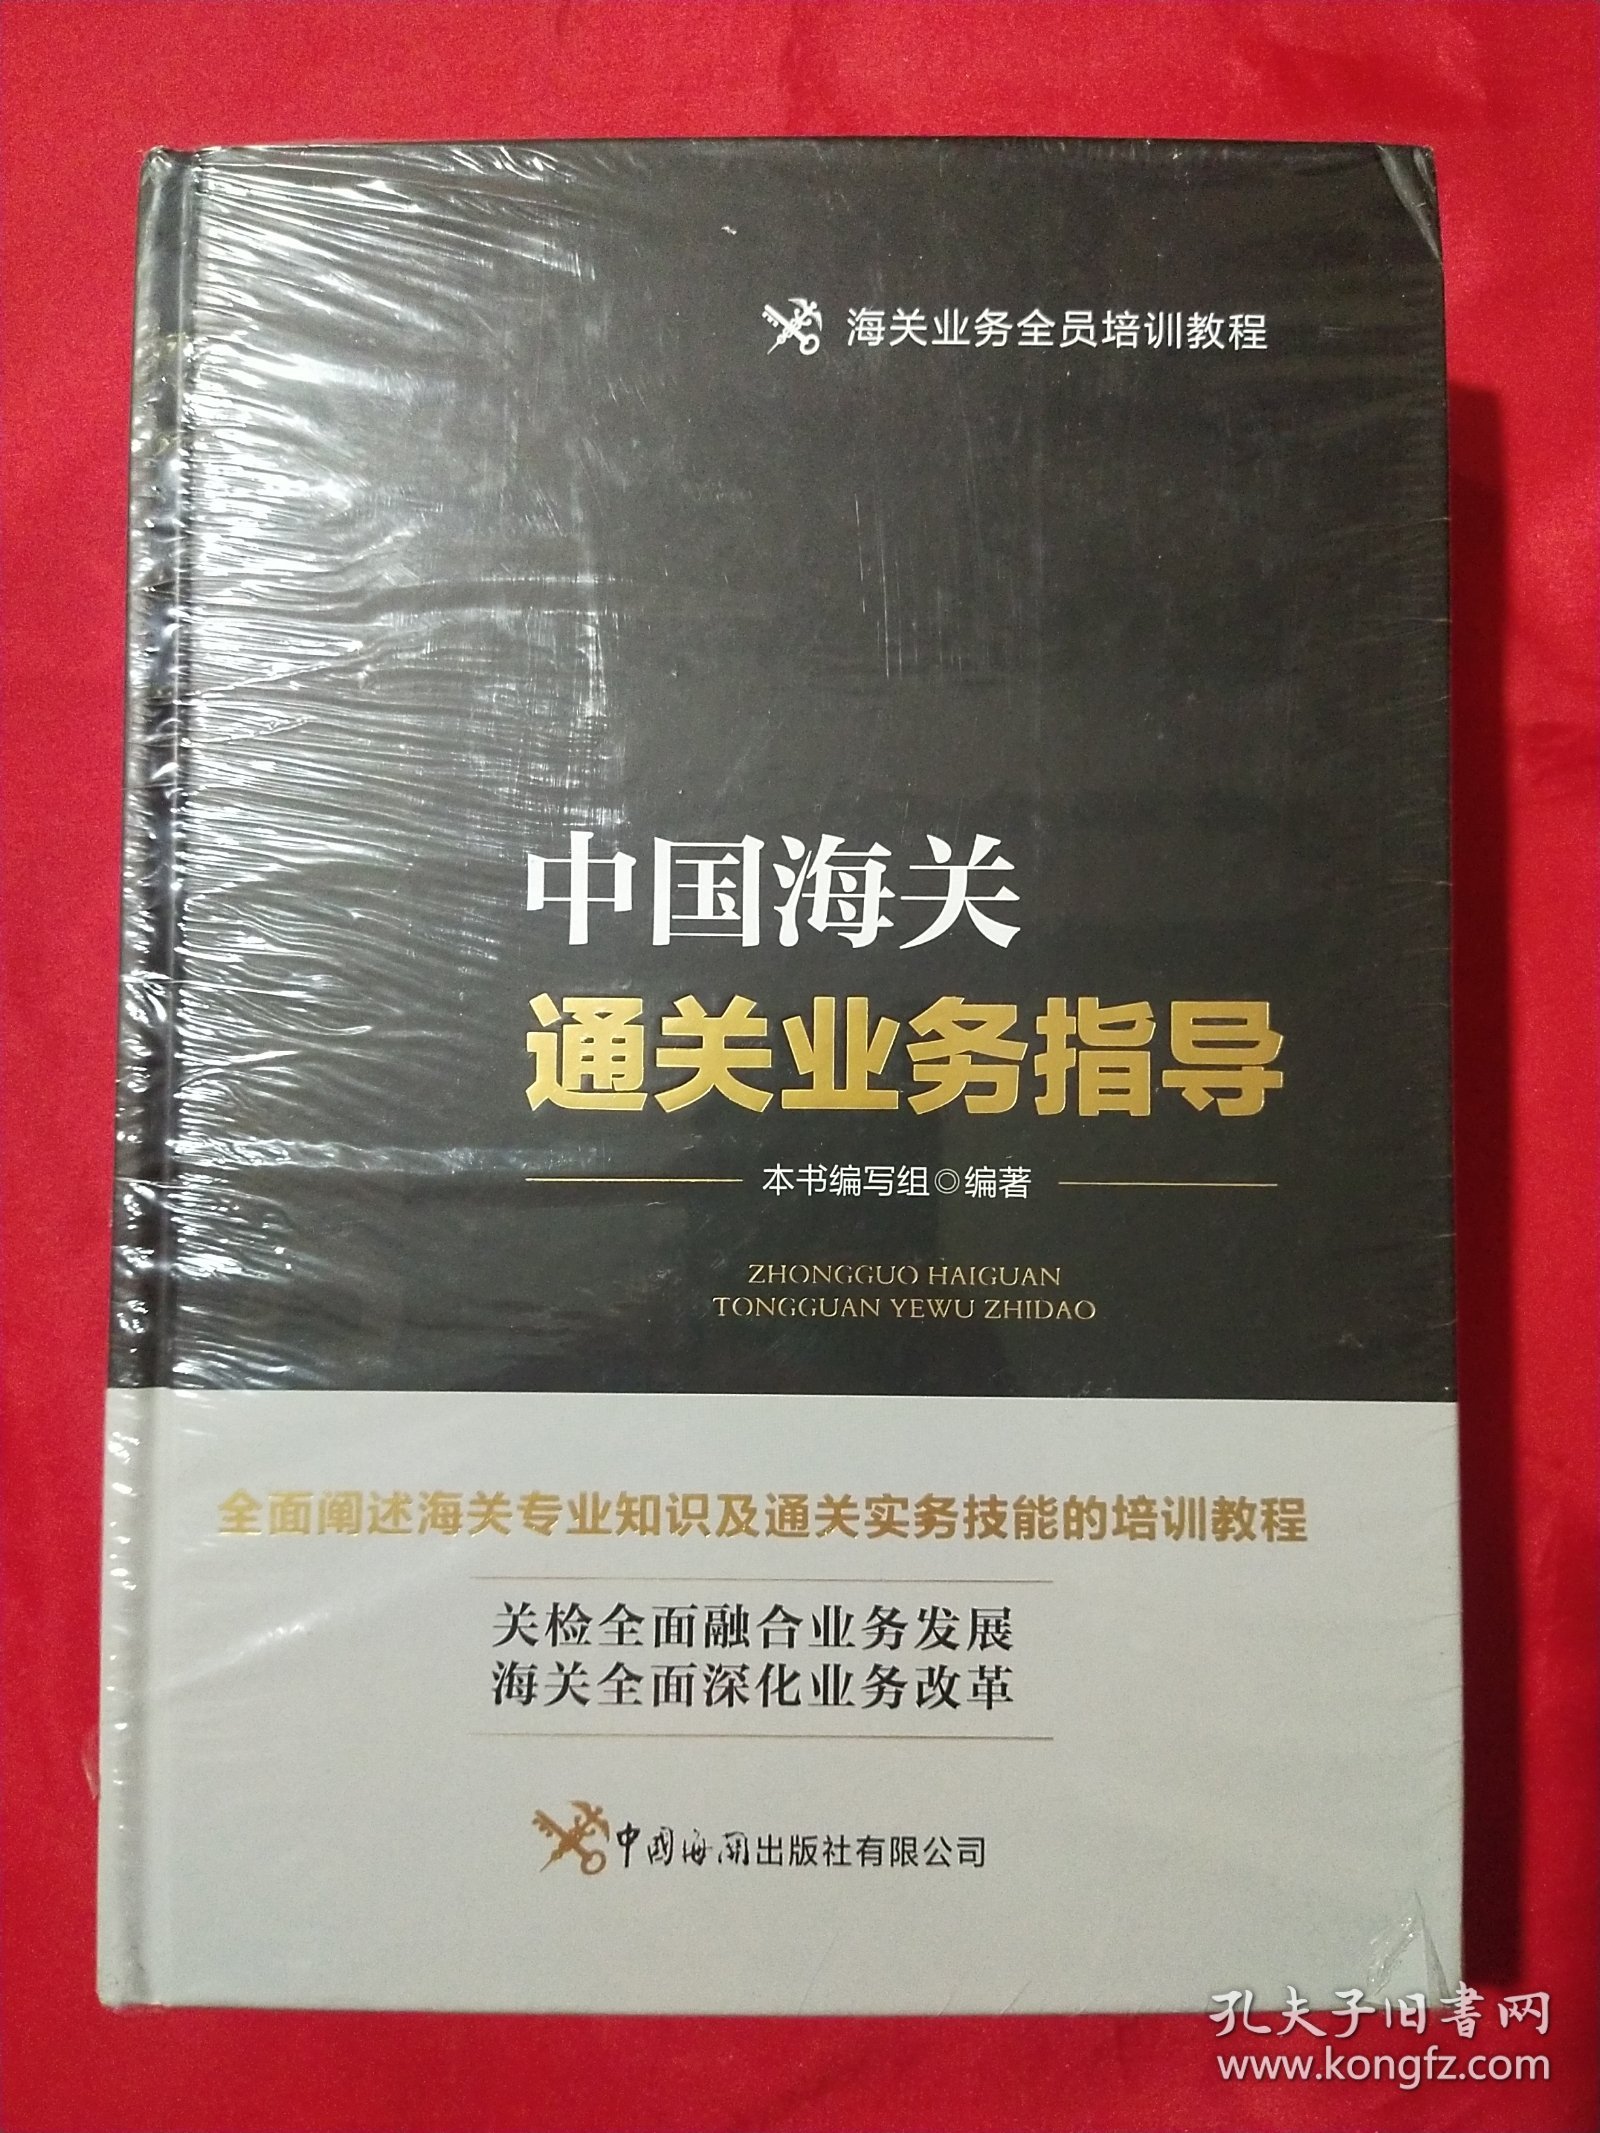 海关业务全员培训教程
中国海关
通关业务指导
本书编写组◎编著
ZHONGGUO HAIGUAN
TONGGUAN YEWU ZHIDAO
全面阐述海关专业知识及通关实务技能的培训教程
关检全面融合业务发展
海关全面深化业务改革
中國海関出版社有限公司
孔夫子旧書网
www.kongfz.com